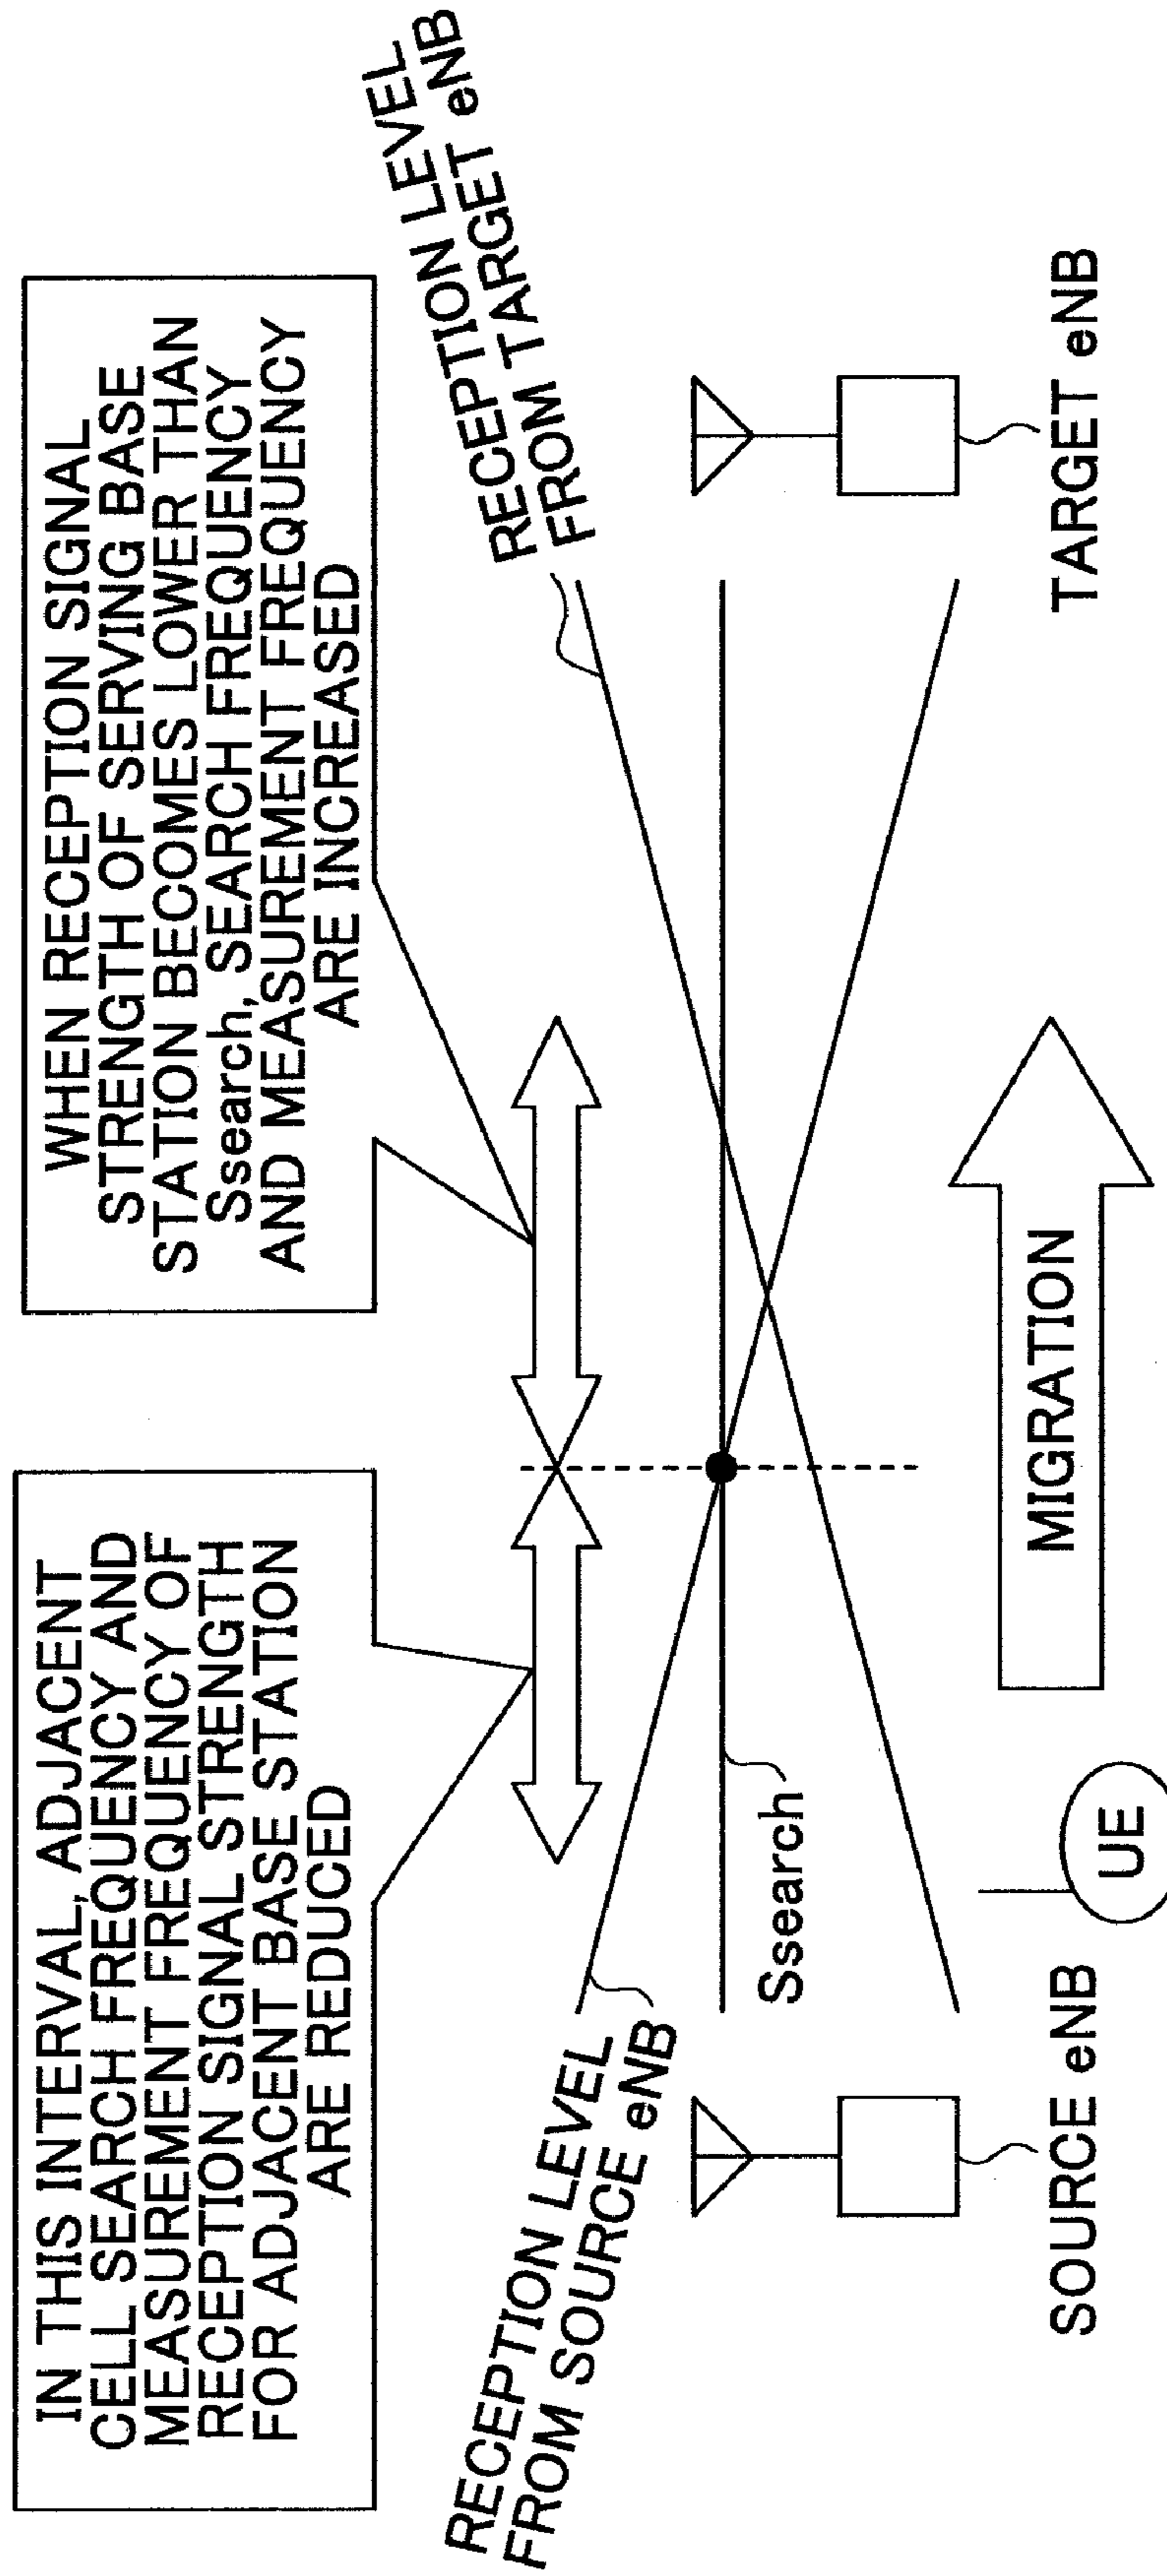 IN THIS INTERVAL, ADJACENT
CELL SEARCH FREQUENCY AND
MEASUREMENT FREQUENCY OF
RECEPTION SIGNAL STRENGTH
FOR ADJACENT BASE STATION
ARE REDUCED
WHEN RECEPTION SIGNAL
STRENGTH OF SERVING BASE
STATION BECOMES LOWER THAN
Ssearch, SEARCH FREQUENCY
AND MEASUREMENT FREQUENCY
ARE INCREASED
RECEPTION LEVEL
FROM SOURCE eNB
RECEPTION LEVEL
FROM TARGET eNB
Ssearch
MIGRATION
SOURCE eNB
UE
TARGET eNB